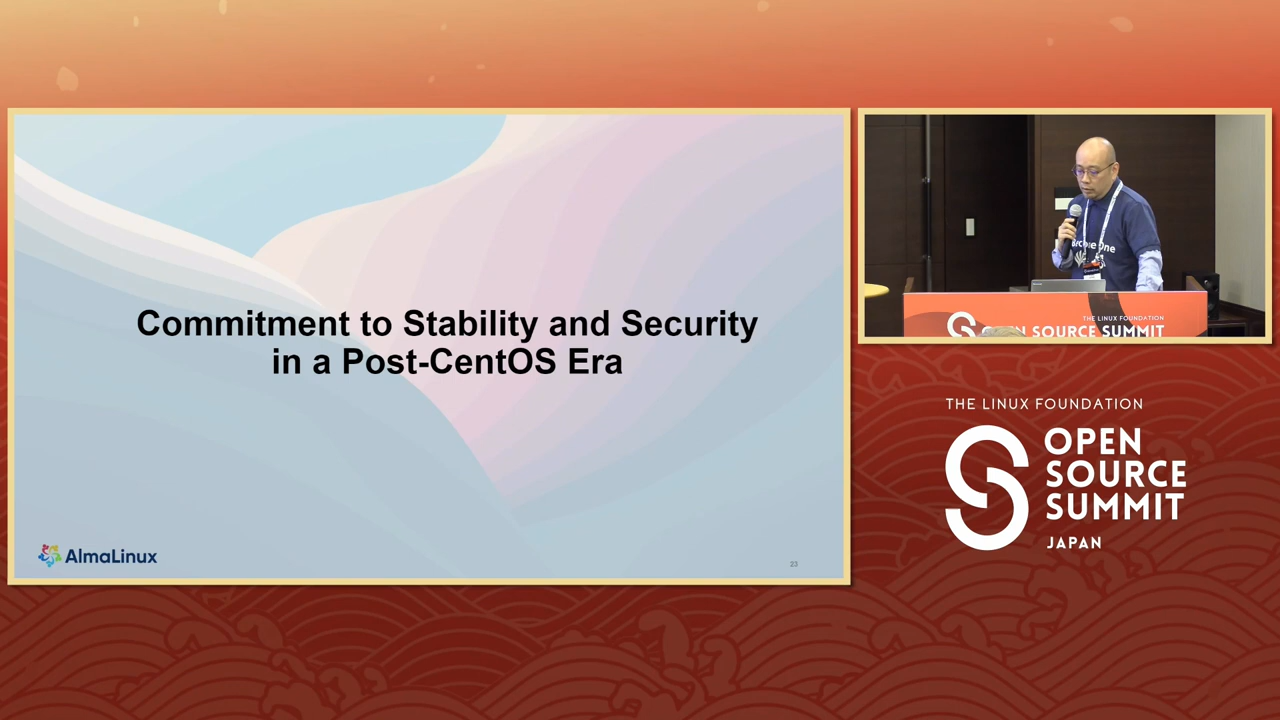 Commitment to Stability and Security
in a Post-CentOS Era
AlmaLinux
23
THE LINUX FOUNDATION
OPEN SOURCE SUMMIT
THE LINUX FOUNDATION
OPEN
SOURCE
SUMMIT
JAPAN